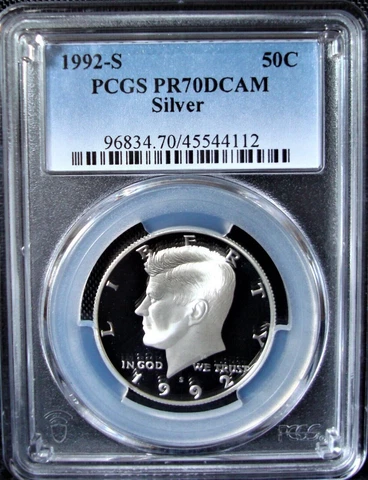 1992-S 50C
PCGS PR70DCAM
Silver
96834.70/45544112
LIBERTY
IN GOD WE TRUST
S
1992
PCGS